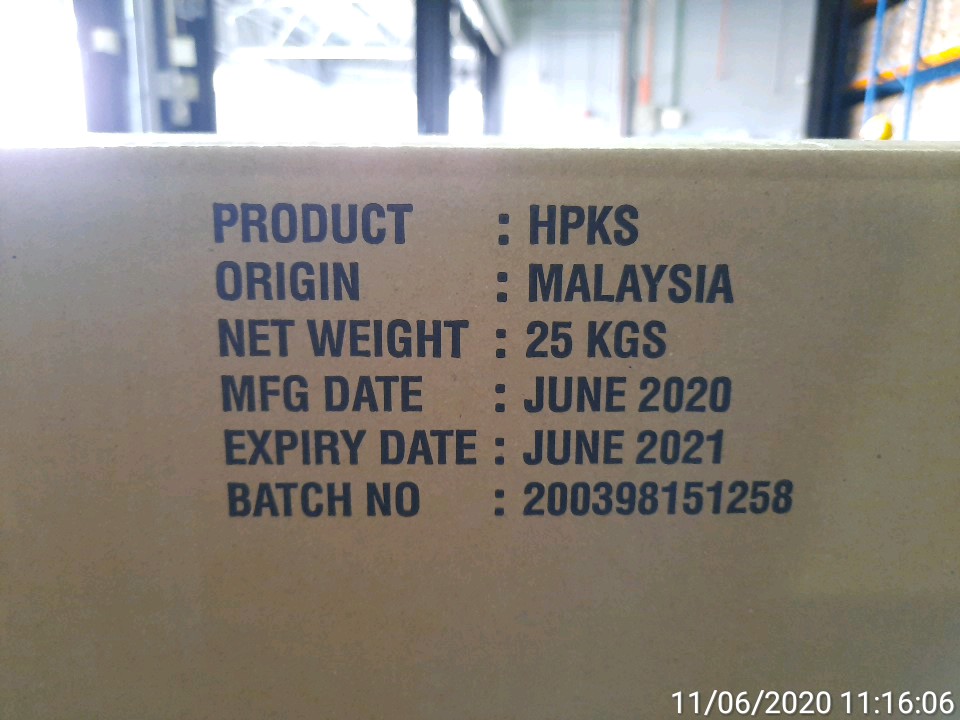 PRODUCT : HPKS
ORIGIN : MALAYSIA
NET WEIGHT : 25 KGS
MFG DATE : JUNE 2020
EXPIRY DATE : JUNE 2021
BATCH NO : 200398151258
11/06/2020 11:16:06